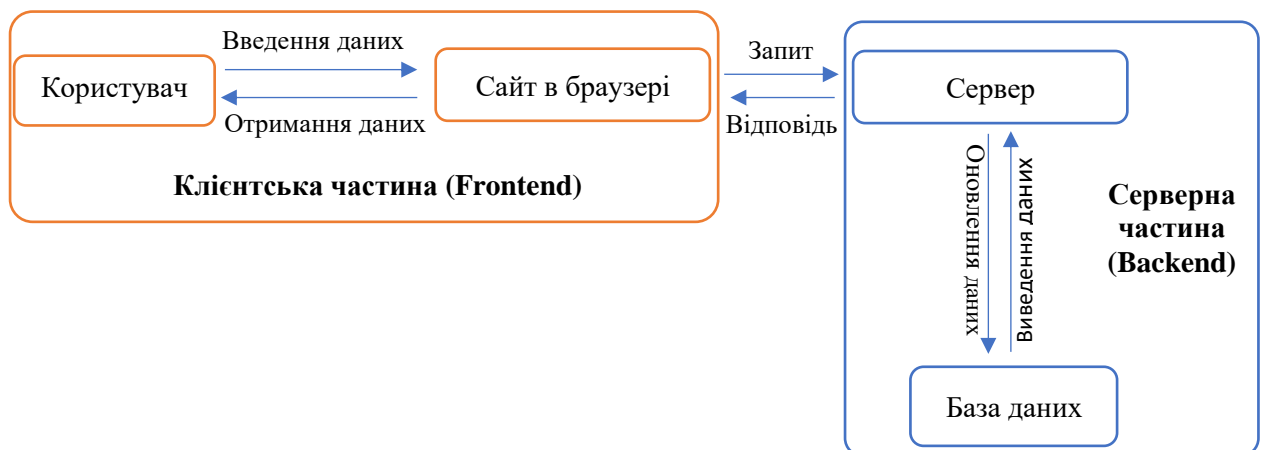 Введення даних
Користувач
Сайт в браузері
Отримання даних
Клієнтська частина (Frontend)
Запит
Відповідь
Сервер
Оновлення даних
Виведення даних
Серверна
частина
(Backend)
База даних